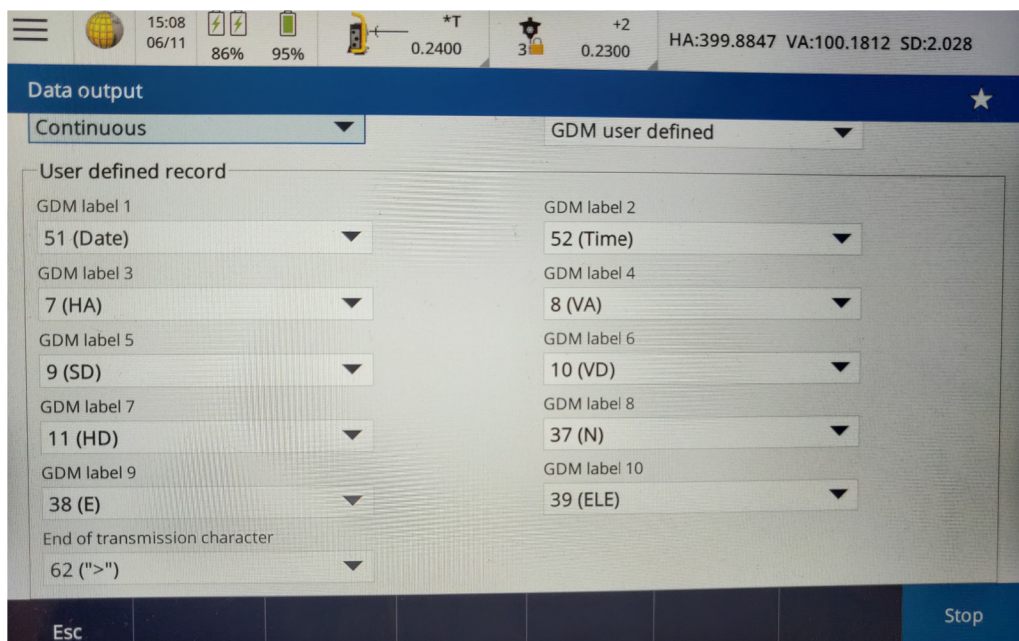 15:08
06/11
86%
95%
*T
0.2400
3
+2
0.2300
HA:399.8847 VA:100.1812 SD:2.028
Data output
Continuous
GDM user defined
User defined record
GDM label 1
GDM label 2
51 (Date)
52 (Time)
GDM label 3
GDM label 4
7 (HA)
8 (VA)
GDM label 5
GDM label 6
9 (SD)
10 (VD)
GDM label 7
GDM label 8
11 (HD)
37 (N)
GDM label 9
GDM label 10
38 (E)
39 (ELE)
End of transmission character
62 (">")
Esc
Stop